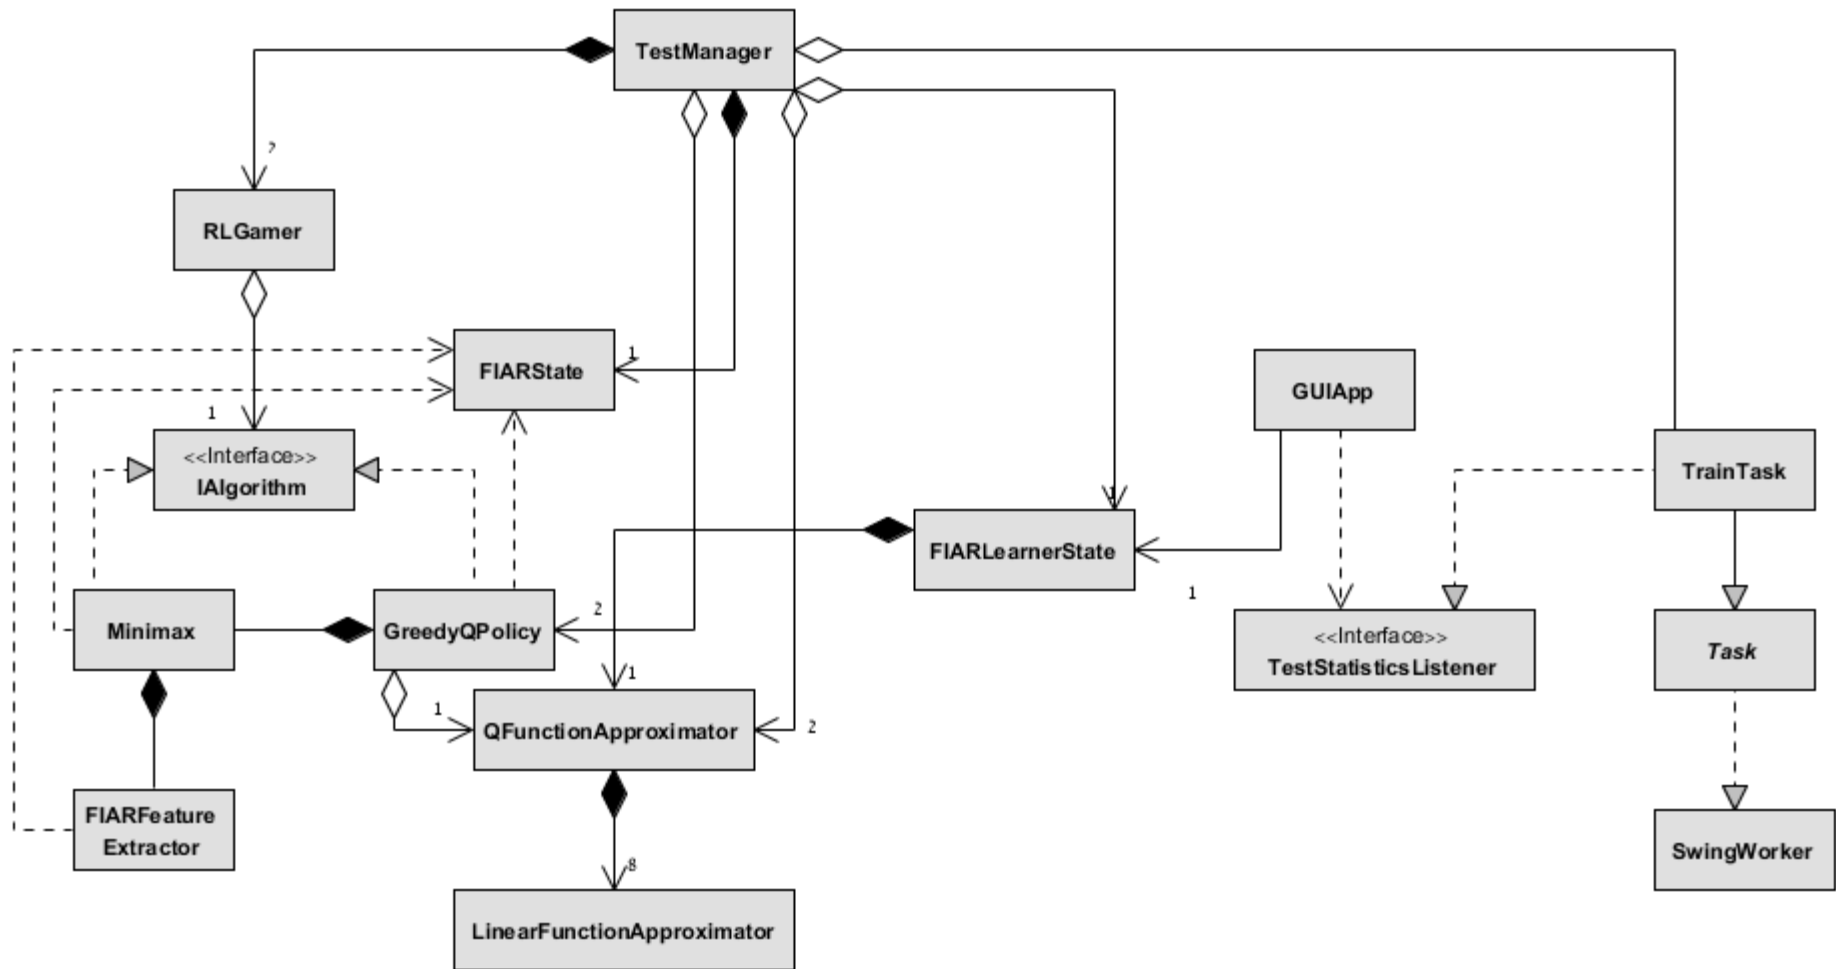 TestManager
RLGamer
1
FIARState
1
GUIApp
1
<<Interface>>
IAlgorithm
TrainTask
1
FIARLearnerState
1
Minimax
GreedyQPolicy
2
<<Interface>>
TestStatisticsListener
Task
1
1
QFunctionApproximator
2
FIARFeature
Extractor
SwingWorker
8
LinearFunctionApproximator